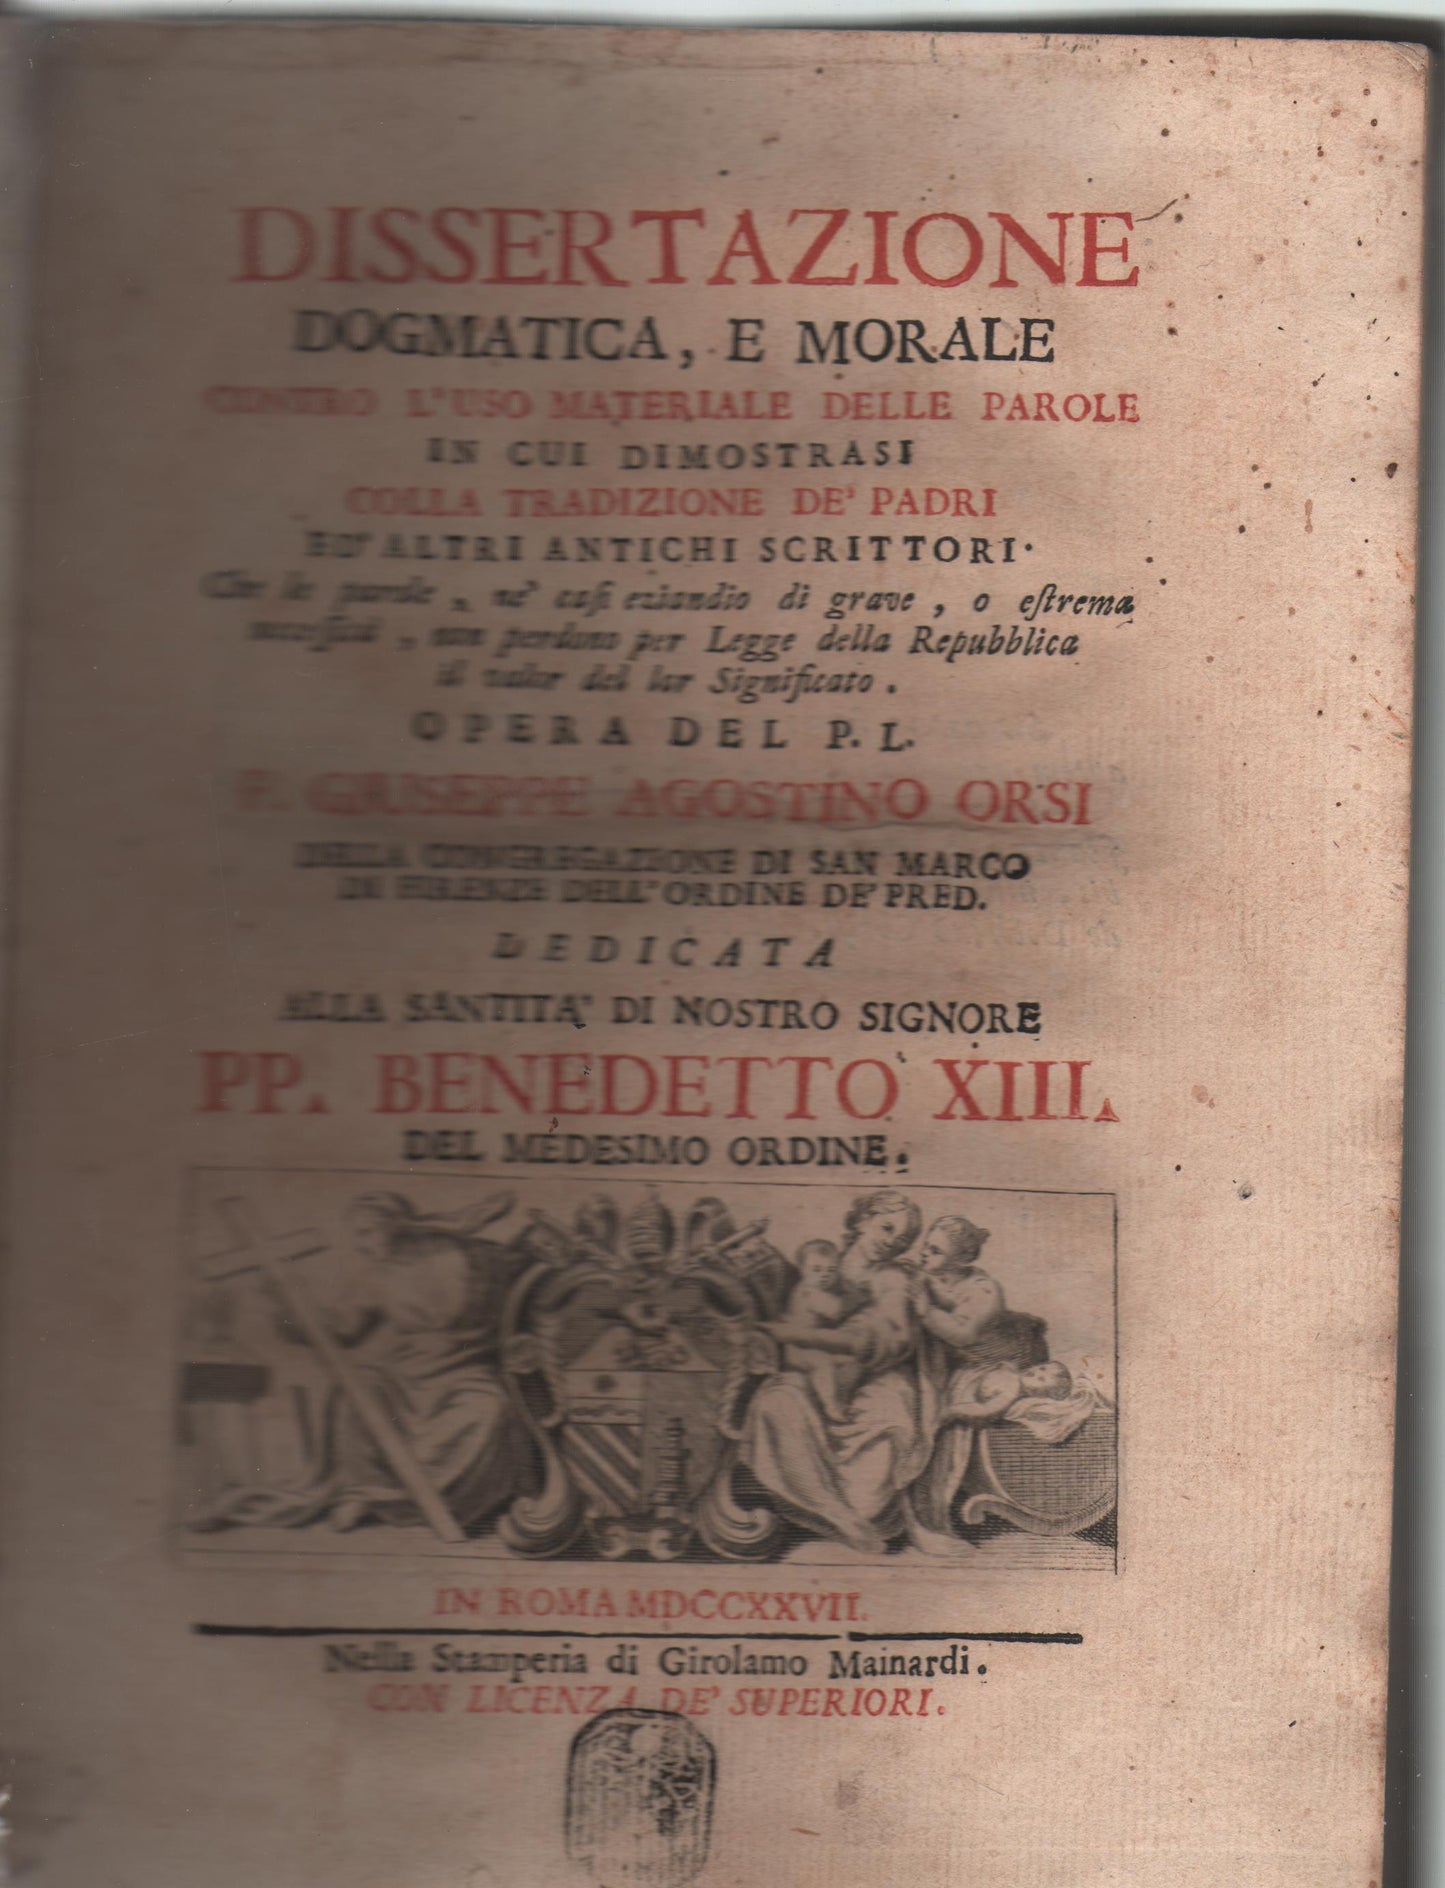 DISSERTAZIONE
DOGMATICA, E MORALE
CONTRO L'USO MATERIALE DELLE PAROLE
IN CUI DIMOSTRASI
COLLA TRADIZIONE DE' PADRI
ED' ALTRI ANTICHI SCRITTORI.
Che le parole, ne' casi eziandio di grave, o eſtrema
neceſſità, non perdono per Legge della Repubblica
il valor del lor Significato.
OPERA DEL P. L.
F. GIUSEPPE AGOSTINO ORSI
DELLA CONGREGAZIONE DI SAN MARCO
DI FIRENZE DELL'ORDINE DE'PRED.
DEDICATA
ALLA SANTITA' DI NOSTRO SIGNORE
PP. BENEDETTO XIII.
DEL MEDESIMO ORDINE.
IN ROMA MDCCXXVII.
Nella Stamperia di Girolamo Mainardi.
CON LICENZA DE' SUPERIORI.